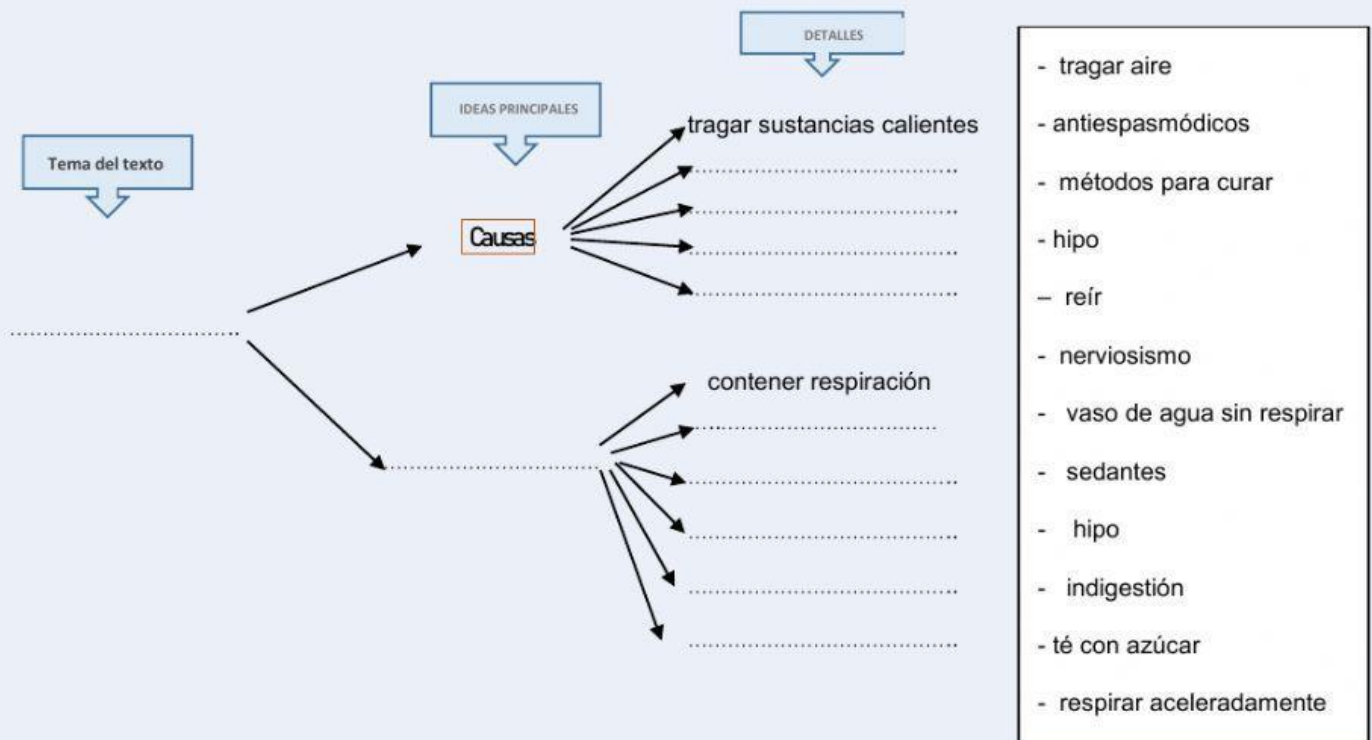 DETALLES
IDEAS PRINCIPALES
Tema del texto
tragar sustancias calientes
Causas
contener respiración
- tragar aire
- antiespasmódicos
- métodos para curar
- hipo
– reír
- nerviosismo
- vaso de agua sin respirar
- sedantes
- hipo
- indigestión
- té con azúcar
- respirar aceleradamente